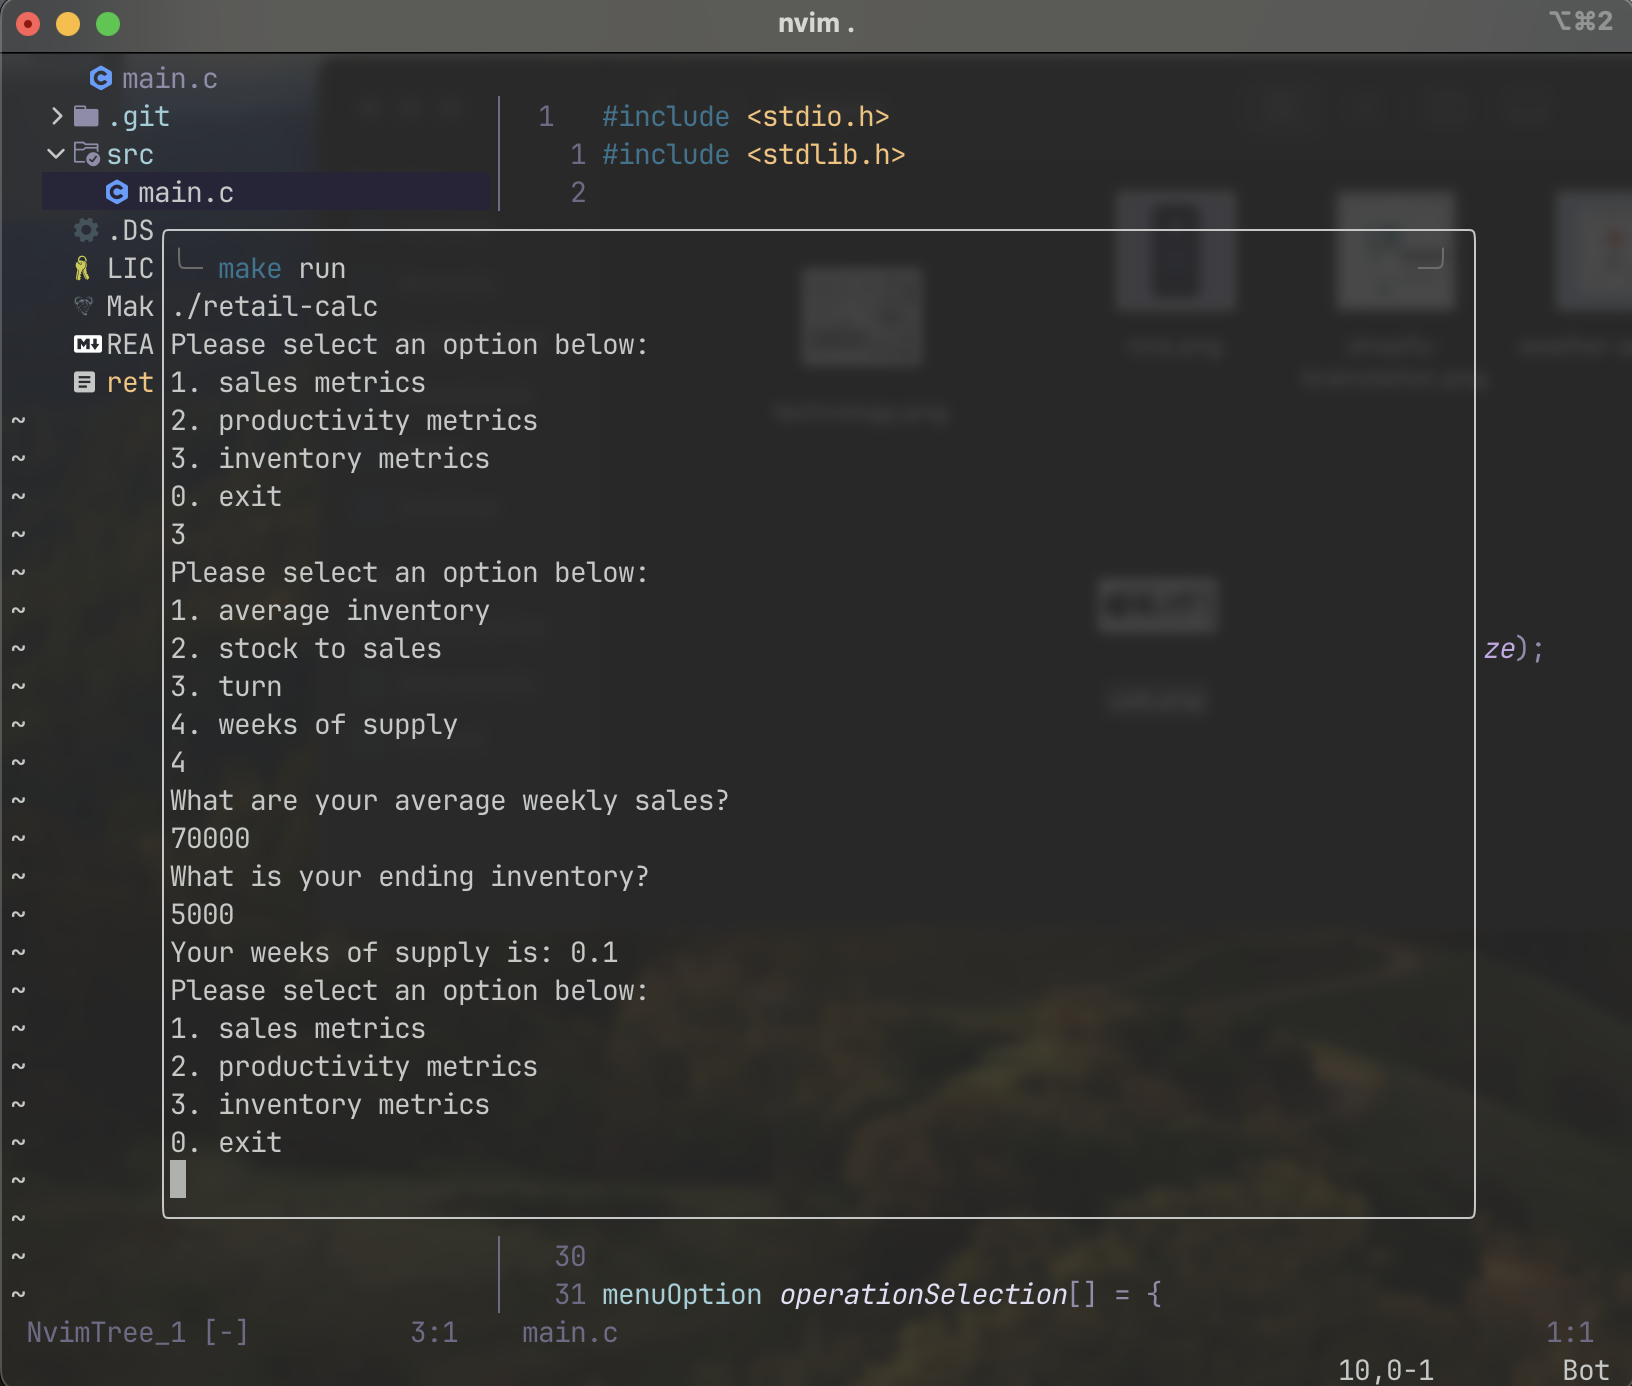 nvim .
⌥⌘2
main.c
.git
src
main.c
.DS
LIC
Mak
REA
ret
1 #include <stdio.h>
1 #include <stdlib.h>
2
make run
./retail-calc
Please select an option below:
1. sales metrics
2. productivity metrics
3. inventory metrics
0. exit
3
Please select an option below:
1. average inventory
2. stock to sales
3. turn
4. weeks of supply
4
What are your average weekly sales?
70000
What is your ending inventory?
5000
Your weeks of supply is: 0.1
Please select an option below:
1. sales metrics
2. productivity metrics
3. inventory metrics
0. exit
ze);
30
31 menuOption operationSelection[] = {
NvimTree_1 [-] 3:1 main.c 1:1
10,0-1 Bot